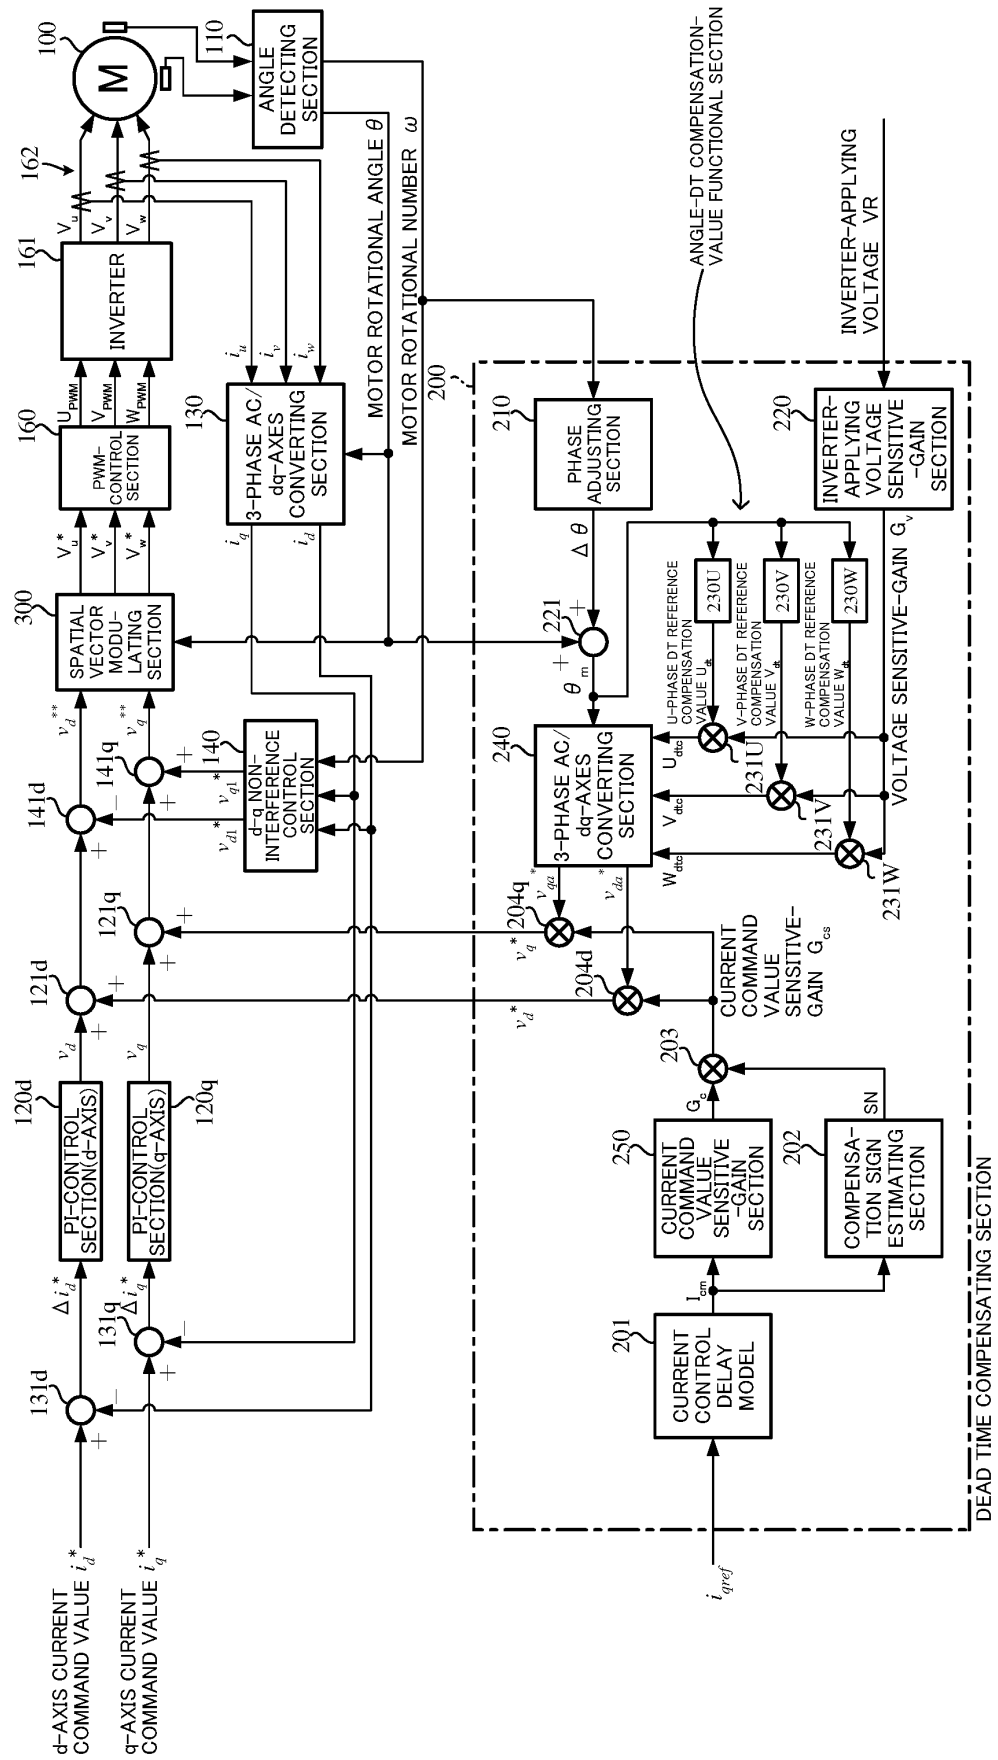 d-AXIS CURRENT
COMMAND VALUE id*
q-AXIS CURRENT
COMMAND VALUE iq*
131d
+
−
131q
+
−
Δid*
Δiq*
PI-CONTROL
SECTION(d-AXIS)
120d
PI-CONTROL
SECTION(q-AXIS)
120q
vd
vq
121d
+
+
121q
+
+
141d
+
−
141q
+
+
vd1*
vq1*
140
d-q NON-
INTERFERENCE
CONTROL
SECTION
vd**
vq**
300
SPATIAL
VECTOR
MODU-
LATING
SECTION
Vu*
Vv*
Vw*
160
PWM-
CONTROL
SECTION
UPWM
VPWM
WPWM
161
INVERTER
Vu
Vv
Vw
162
100
M
110
ANGLE
DETECTING
SECTION
iu
iv
iw
130
3-PHASE AC/
dq-AXES
CONVERTING
SECTION
iq
id
MOTOR ROTATIONAL ANGLE θ
MOTOR ROTATIONAL NUMBER ω
200
210
PHASE
ADJUSTING
SECTION
Δθ
221
+
+
θm
240
3-PHASE AC/
dq-AXES
CONVERTING
SECTION
vqa*
vda*
204q
204d
vq*
vd*
Udtc
Vdtc
Wdtc
U-PHASE DT REFERENCE
COMPENSATION
VALUE Udt
V-PHASE DT REFERENCE
COMPENSATION
VALUE Vdt
W-PHASE DT REFERENCE
COMPENSATION
VALUE Wdt
230U
230V
230W
231U
231V
231W
ANGLE-DT COMPENSATION-
VALUE FUNCTIONAL SECTION
INVERTER-APPLYING
VOLTAGE VR
220
INVERTER-
APPLYING
VOLTAGE
SENSITIVE
-GAIN
SECTION
VOLTAGE SENSITIVE-GAIN Gv
CURRENT
COMMAND
VALUE
SENSITIVE-
GAIN Gcs
203
Gc
SN
250
CURRENT
COMMAND
VALUE
SENSITIVE
-GAIN
SECTION
202
COMPENSA-
TION SIGN
ESTIMATING
SECTION
Icm
201
CURRENT
CONTROL
DELAY
MODEL
iqref
DEAD TIME COMPENSATING SECTION